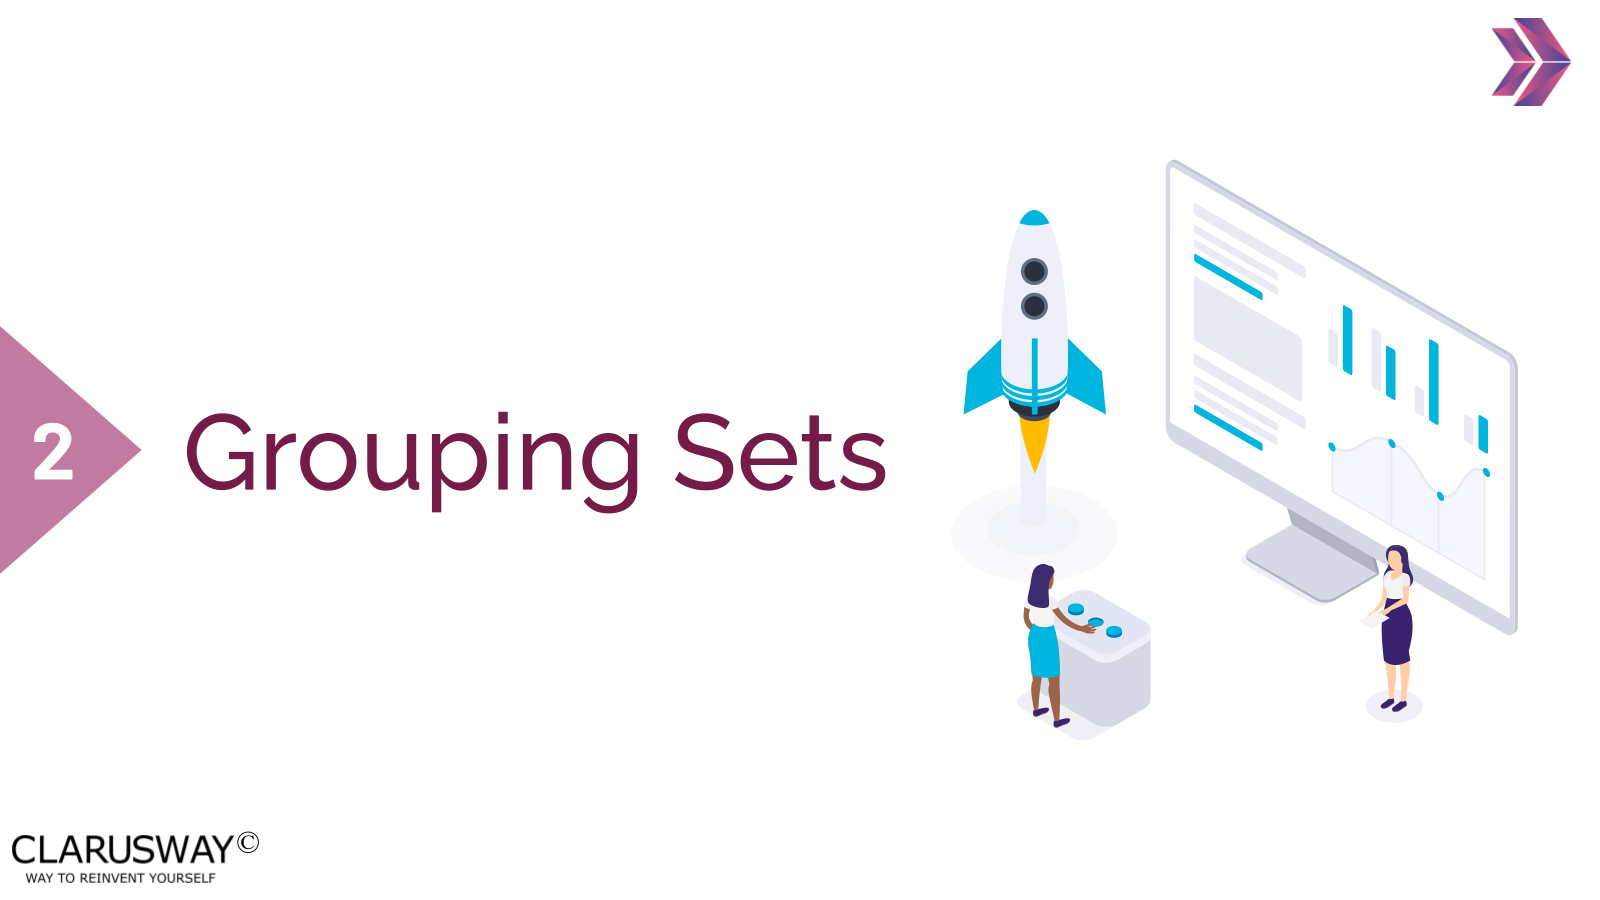 2
Grouping Sets
CLARUSWAY©
WAY TO REINVENT YOURSELF